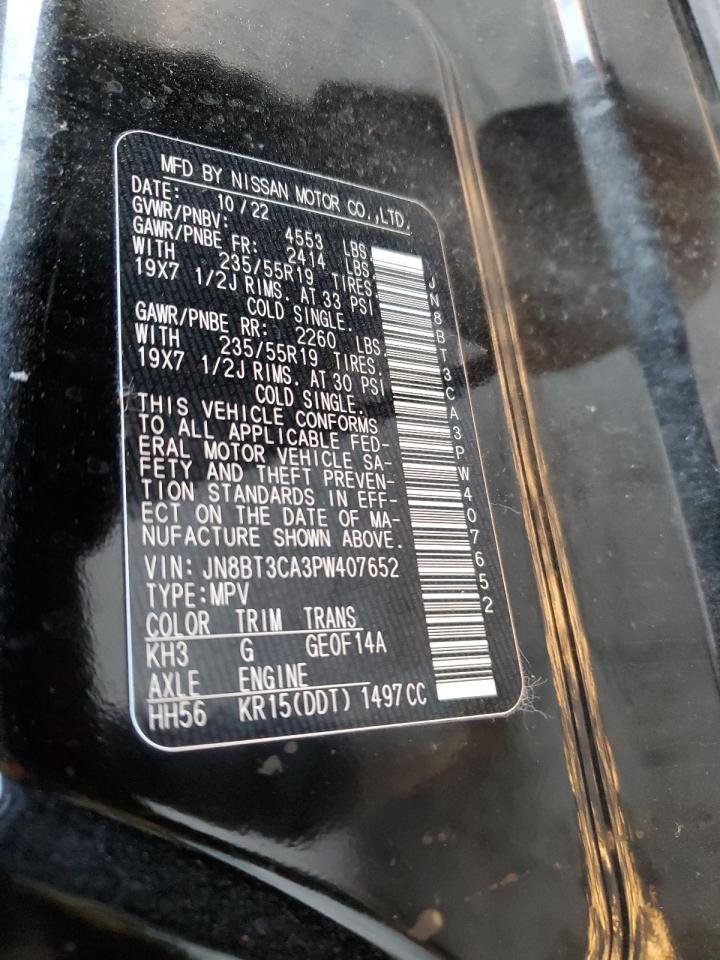 MFD BY NISSAN MOTOR CO.,LTD.
DATE: 10/22
GVWR/PNBV: 4553 LBS.
GAWR/PNBE FR: 2414 LBS.
WITH 235/55R19 TIRES.
19X7 1/2J RIMS. AT 33 PSI
COLD SINGLE.
GAWR/PNBE RR: 2260 LBS.
WITH 235/55R19 TIRES.
19X7 1/2J RIMS. AT 30 PSI
COLD SINGLE.
THIS VEHICLE CONFORMS
TO ALL APPLICABLE FED-
ERAL MOTOR VEHICLE SA-
FETY AND THEFT PREVEN-
TION STANDARDS IN EFF-
ECT ON THE DATE OF MA-
NUFACTURE SHOWN ABOVE.
VIN: JN8BT3CA3PW407652
TYPE:MPV
COLOR TRIM TRANS
KH3 G GE0F14A
AXLE ENGINE
HH56 KR15(DDT) 1497CC
JN8BT3CA3PW407652